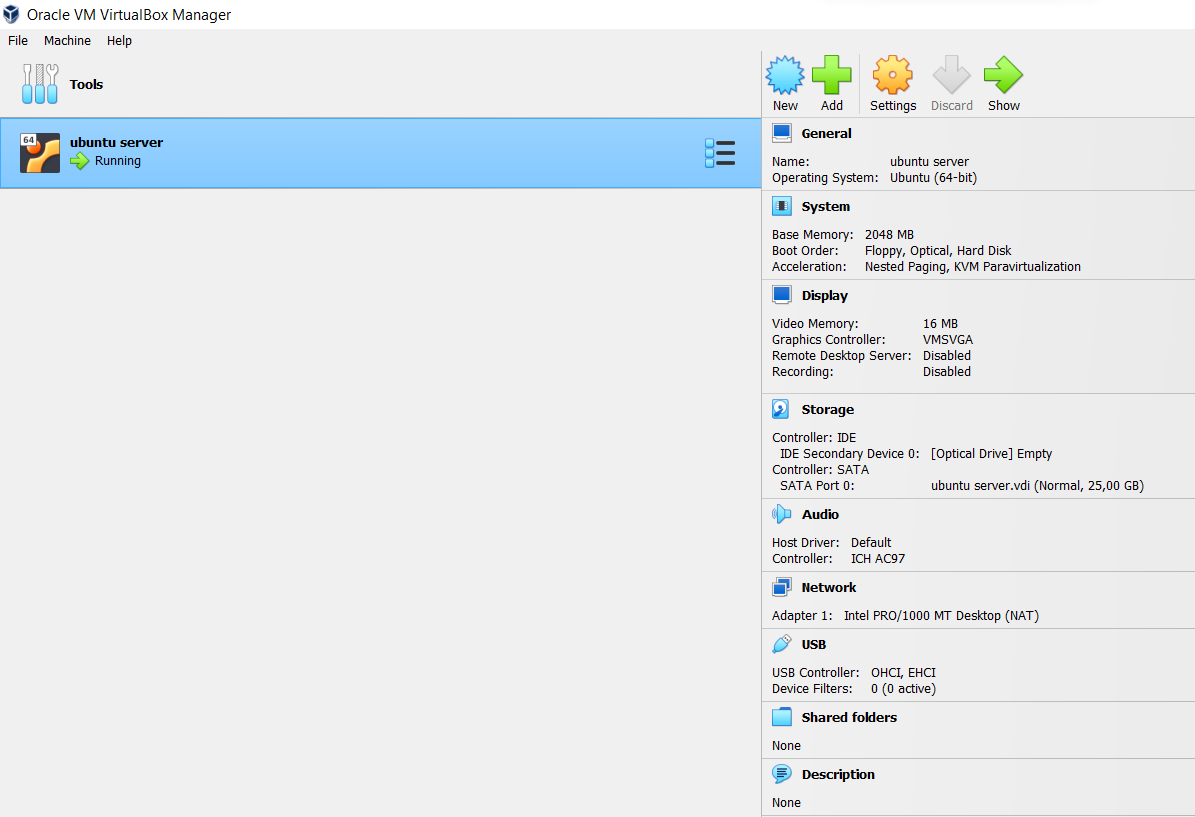 Oracle VM VirtualBox Manager
File Machine Help
Tools
New Add Settings Discard Show
64
ubuntu server
Running
General
Name: ubuntu server
Operating System: Ubuntu (64-bit)
System
Base Memory: 2048 MB
Boot Order: Floppy, Optical, Hard Disk
Acceleration: Nested Paging, KVM Paravirtualization
Display
Video Memory: 16 MB
Graphics Controller: VMSVGA
Remote Desktop Server: Disabled
Recording: Disabled
Storage
Controller: IDE
IDE Secondary Device 0: [Optical Drive] Empty
Controller: SATA
SATA Port 0: ubuntu server.vdi (Normal, 25,00 GB)
Audio
Host Driver: Default
Controller: ICH AC97
Network
Adapter 1: Intel PRO/1000 MT Desktop (NAT)
USB
USB Controller: OHCI, EHCI
Device Filters: 0 (0 active)
Shared folders
None
Description
None